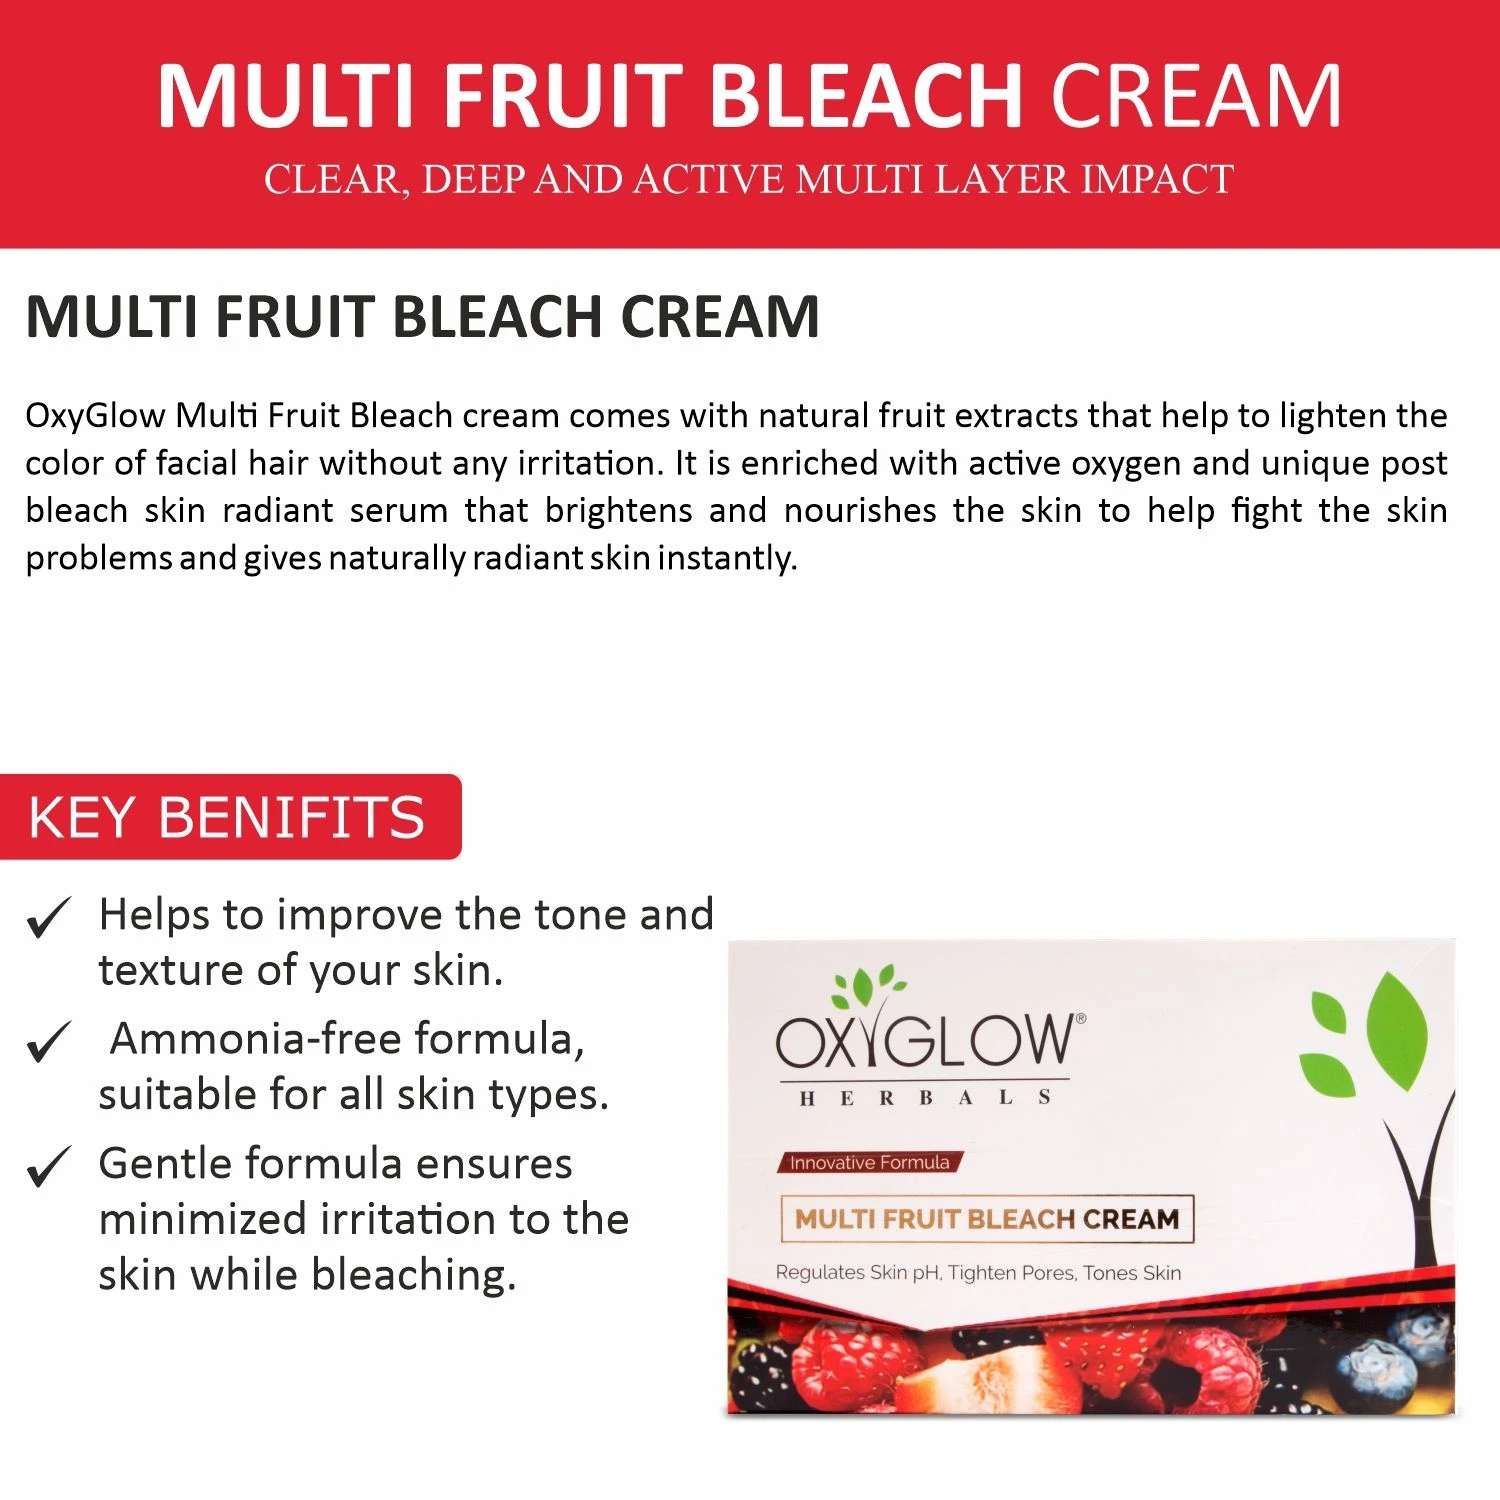 MULTI FRUIT BLEACH CREAM
CLEAR, DEEP AND ACTIVE MULTI LAYER IMPACT
MULTI FRUIT BLEACH CREAM
OxyGlow Multi Fruit Bleach cream comes with natural fruit extracts that help to lighten the
color of facial hair without any irritation. It is enriched with active oxygen and unique post
bleach skin radiant serum that brightens and nourishes the skin to help fight the skin
problems and gives naturally radiant skin instantly.
KEY BENIFITS
Helps to improve the tone and
texture of your skin.
Ammonia-free formula,
suitable for all skin types.
Gentle formula ensures
minimized irritation to the
skin while bleaching.
OXYGLOW®
HERBALS
Innovative Formula
MULTI FRUIT BLEACH CREAM
Regulates Skin pH, Tighten Pores, Tones Skin